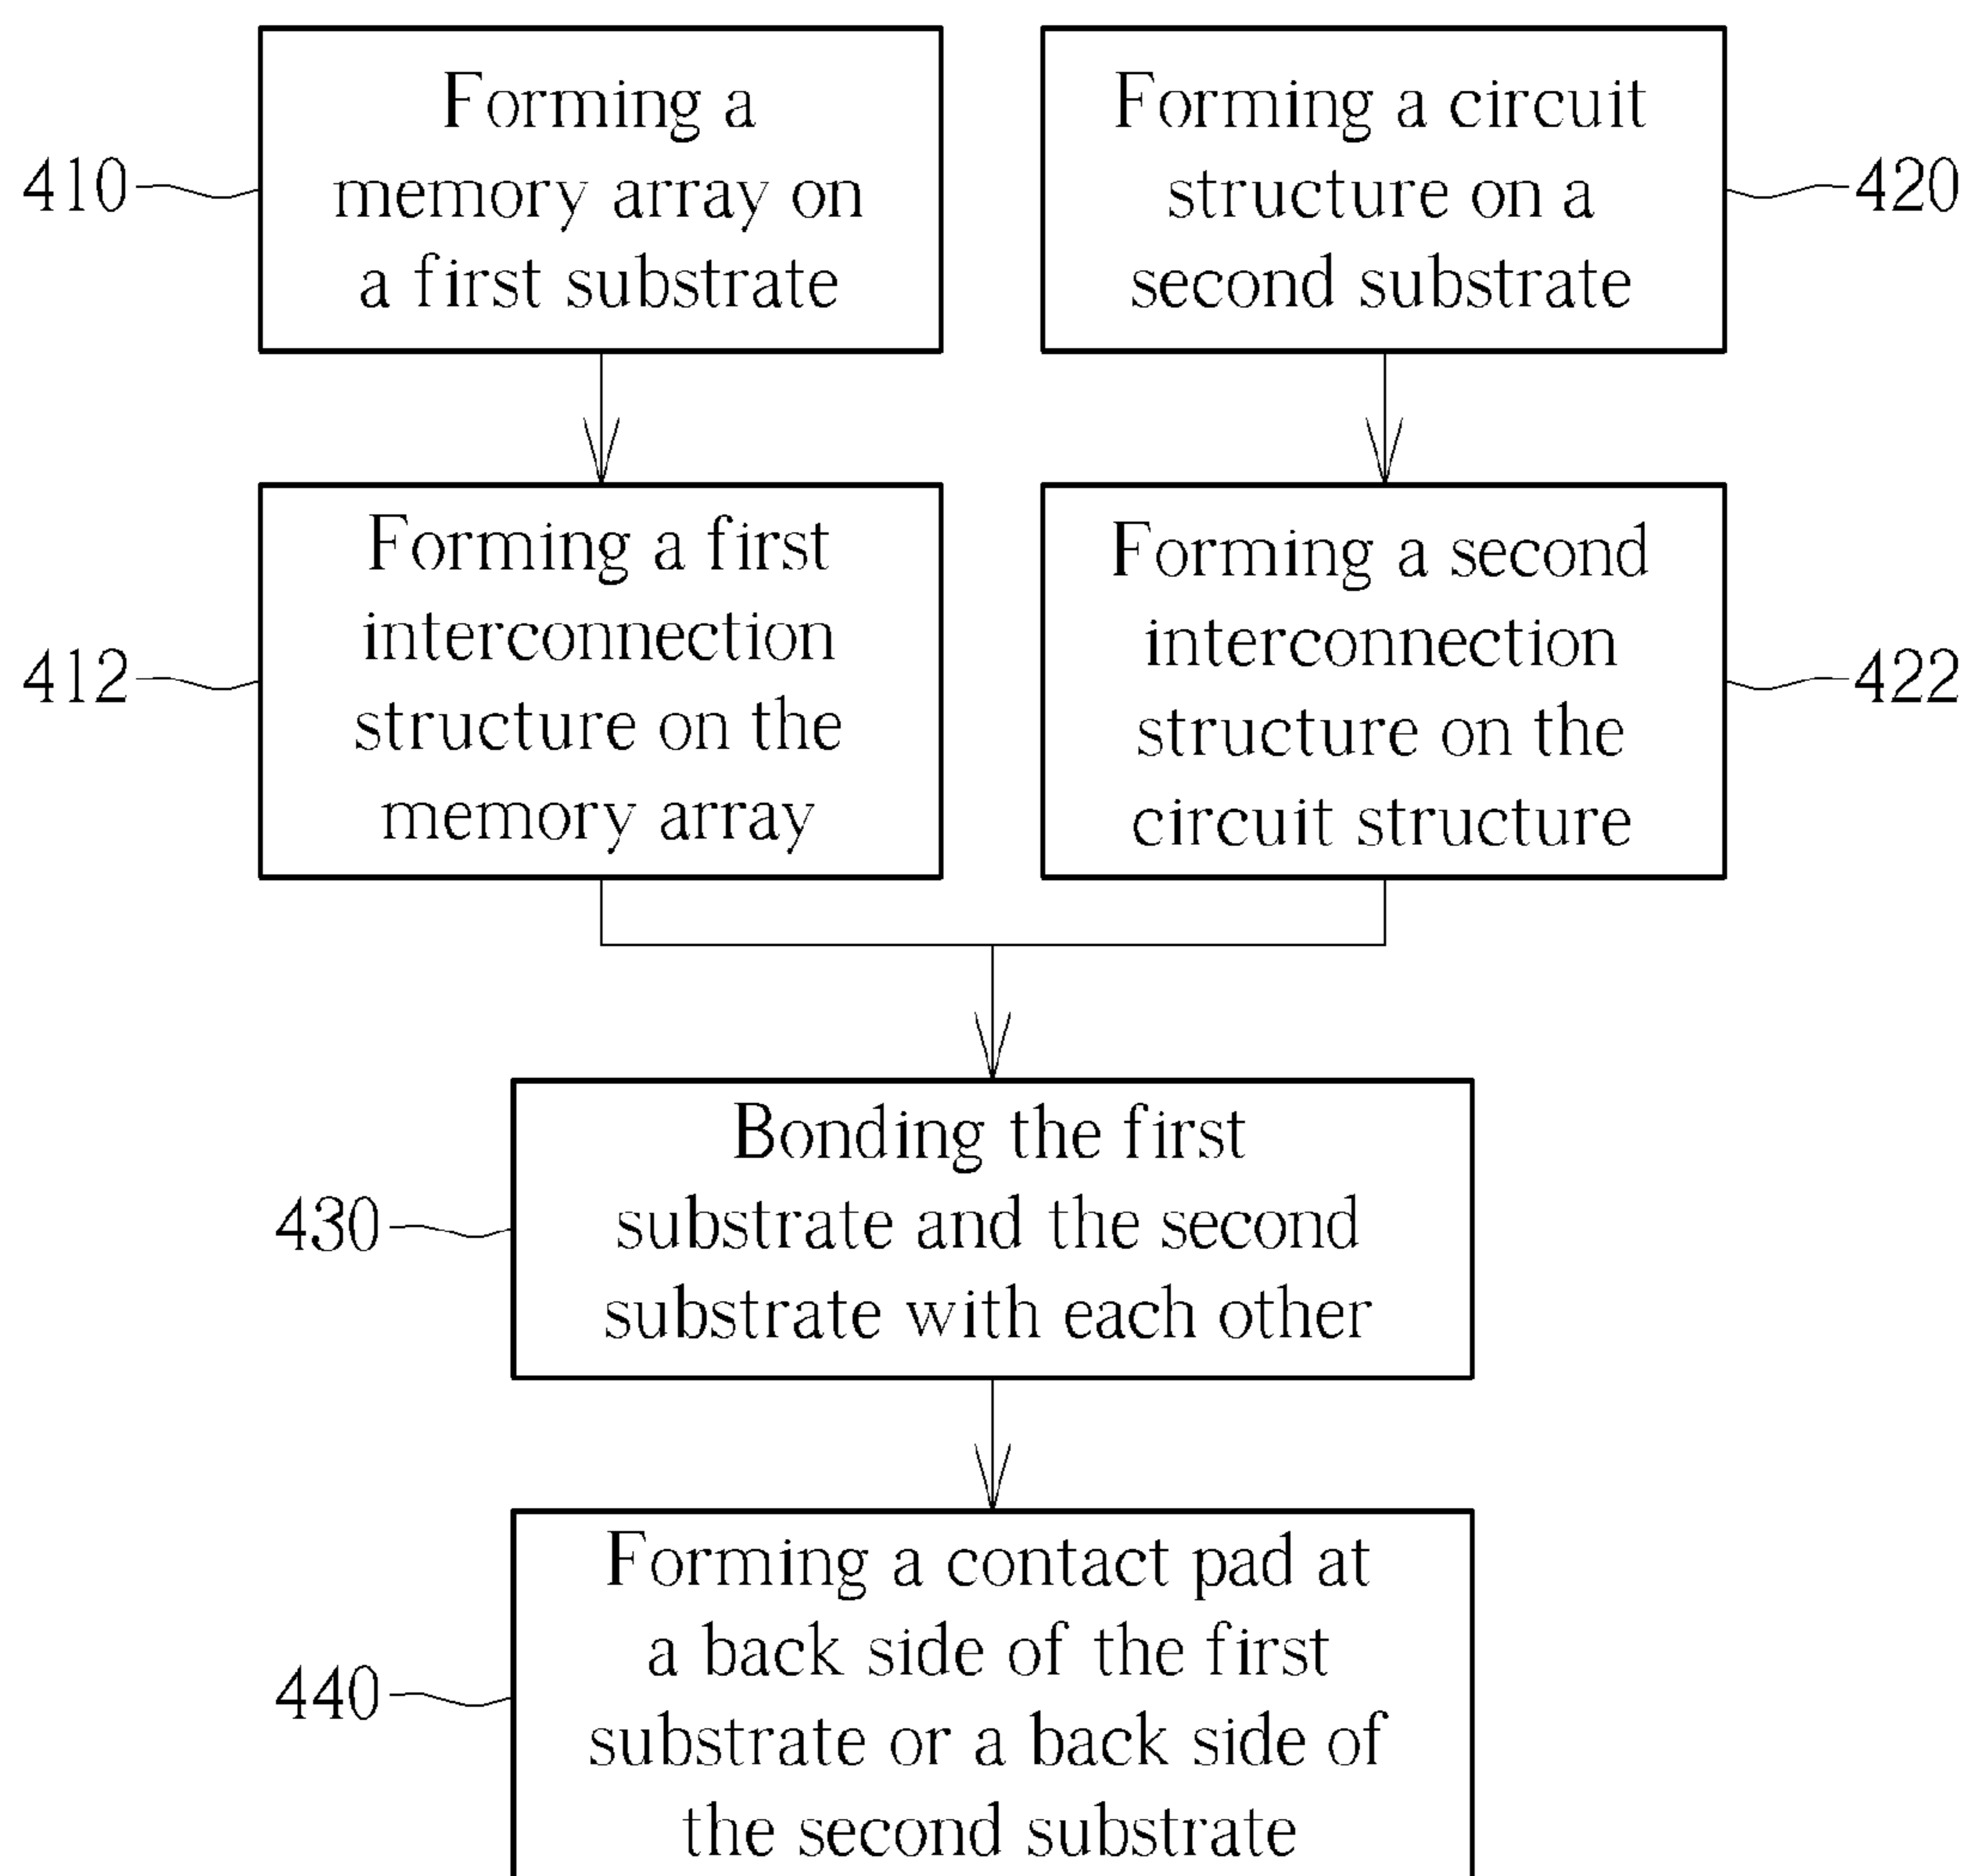 410
Forming a
memory array on
a first substrate
Forming a circuit
structure on a
second substrate
420
412
Forming a first
interconnection
structure on the
memory array
Forming a second
interconnection
structure on the
circuit structure
422
430
Bonding the first
substrate and the second
substrate with each other
440
Forming a contact pad at
a back side of the first
substrate or a back side of
the second substrate